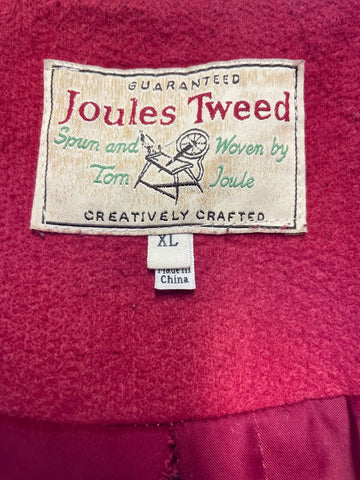 GUARANTEED
Joules Tweed
Spun and Woven by
Tom Joule
CREATIVELY CRAFTED
XL
Made in
China